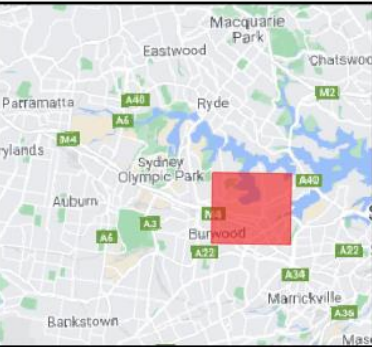 Macquarie
Park
Eastwood
Chatswoo
M2
Parramatta
A40
A6
Ryde
M4
rylands
Sydney
Olympic Park
A40
Auburn
M4
A3
A6
Burwood
A22
A22
A34
Marrickville
A36
Bankstown
Mas